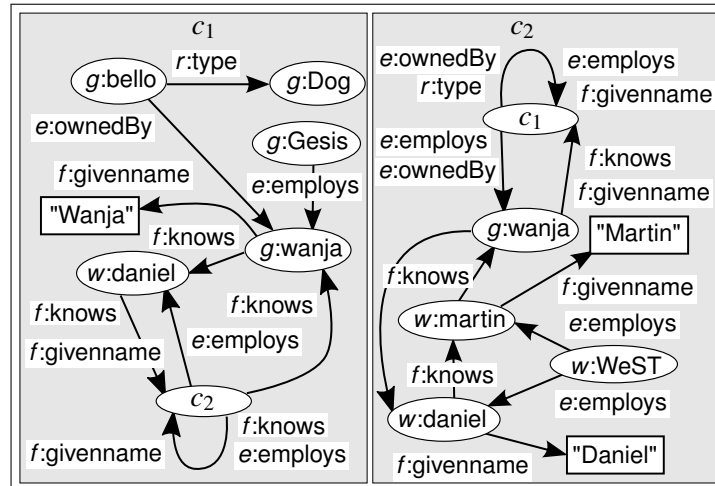 c1
r:type
g:bello
g:Dog
e:ownedBy
g:Gesis
f:givenname
e:employs
"Wanja"
f:knows
g:wanja
w:daniel
f:knows
f:knows
e:employs
f:givenname
c2
f:knows
f:givenname
e:employs
c2
e:ownedBy
e:employs
r:type
f:givenname
c1
e:employs
e:ownedBy
f:knows
f:givenname
g:wanja
"Martin"
f:knows
f:givenname
w:martin
e:employs
w:WeST
f:knows
e:employs
w:daniel
"Daniel"
f:givenname